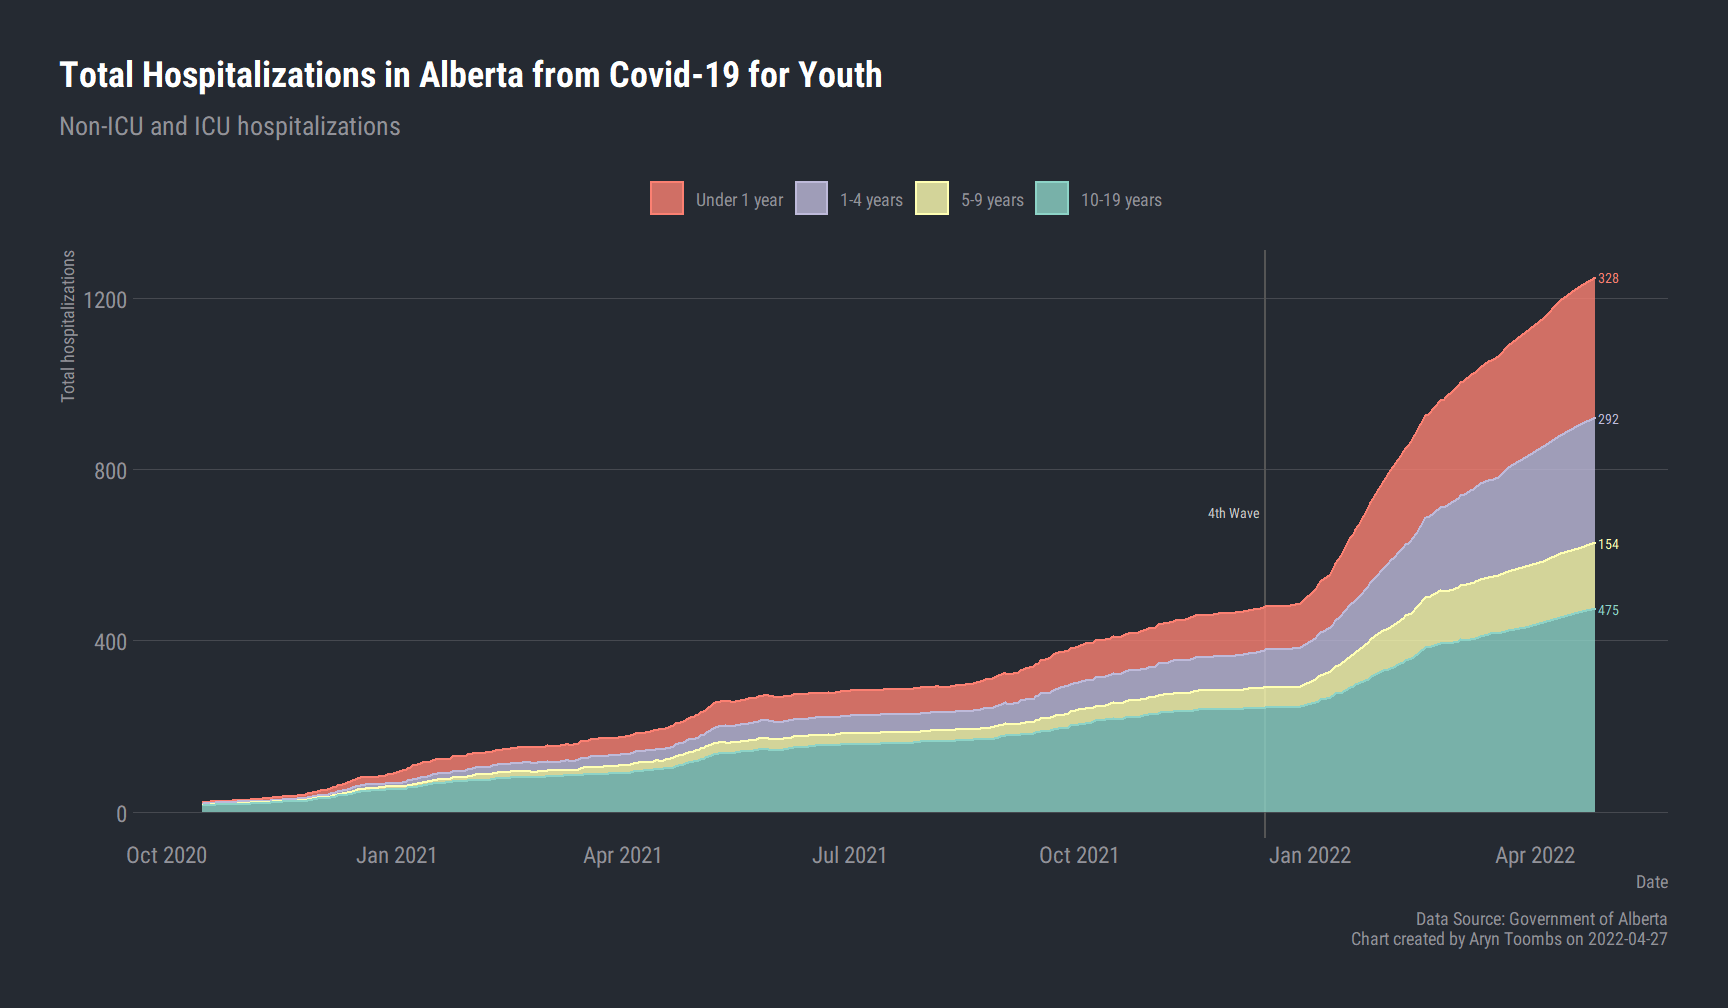 Total Hospitalizations in Alberta from Covid-19 for Youth
Non-ICU and ICU hospitalizations
Under 1 year
1-4 years
5-9 years
10-19 years
Total hospitalizations
1200
800
400
0
4th Wave
328
292
154
475
Oct 2020
Jan 2021
Apr 2021
Jul 2021
Oct 2021
Jan 2022
Apr 2022
Date
Data Source: Government of Alberta
Chart created by Aryn Toombs on 2022-04-27